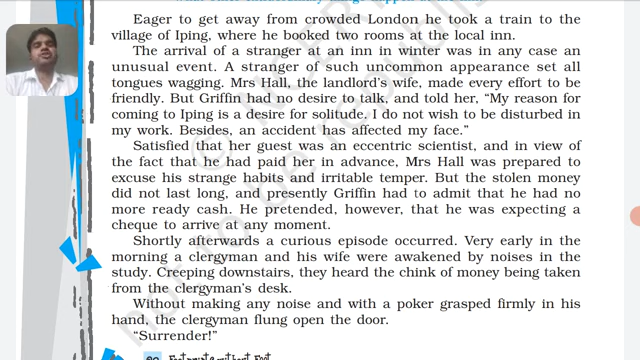 Eager to get away from crowded London he took a train to the
village of Iping, where he booked two rooms at the local inn.
The arrival of a stranger at an inn in winter was in any case an
unusual event. A stranger of such uncommon appearance set all
tongues wagging. Mrs Hall, the landlord's wife, made every effort to be
friendly. But Griffin had no desire to talk, and told her, “My reason for
coming to Iping is a desire for solitude. I do not wish to be disturbed in
my work. Besides, an accident has affected my face.”
Satisfied that her guest was an eccentric scientist, and in view of
the fact that he had paid her in advance, Mrs Hall was prepared to
excuse his strange habits and irritable temper. But the stolen money
did not last long, and presently Griffin had to admit that he had no
more ready cash. He pretended, however, that he was expecting a
cheque to arrive at any moment.
Shortly afterwards a curious episode occurred. Very early in the
morning a clergyman and his wife were awakened by noises in the
study. Creeping downstairs, they heard the chink of money being taken
from the clergyman's desk.
Without making any noise and with a poker grasped firmly in his
hand, the clergyman flung open the door.
“Surrender!”
Footprints without Feet